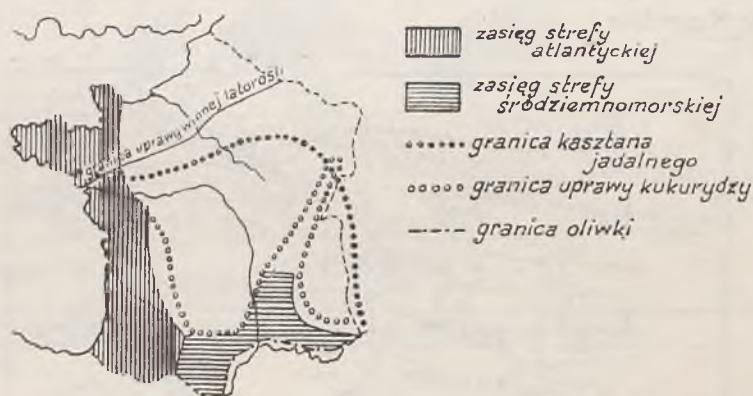 zasięg strefy
atlantyckiej
zasięg strefy
śródziemnomorskiej
granica kasztana
jadalnego
granica uprawy kukurydzy
granica oliwki
granica uprawy winnej latorośli